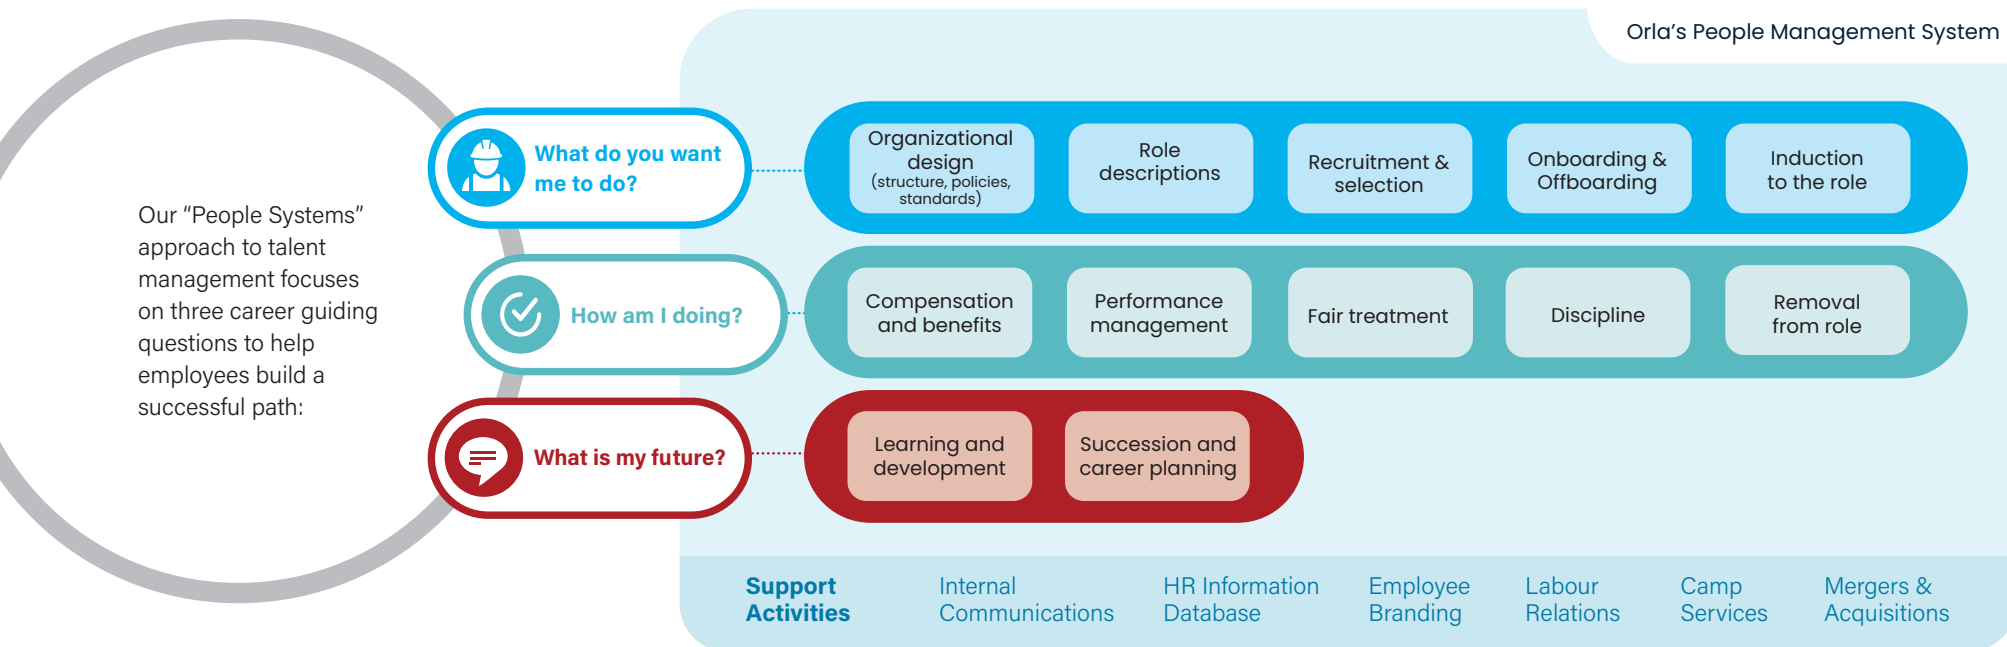 Orla’s People Management System
Our “People Systems”
approach to talent
management focuses
on three career guiding
questions to help
employees build a
successful path:
What do you want
me to do?
Organizational
design
(structure, policies,
standards)
Role
descriptions
Recruitment &
selection
Onboarding &
Offboarding
Induction
to the role
How am I doing?
Compensation
and benefits
Performance
management
Fair treatment
Discipline
Removal
from role
What is my future?
Learning and
development
Succession and
career planning
Support
Activities
Internal
Communications
HR Information
Database
Employee
Branding
Labour
Relations
Camp
Services
Mergers &
Acquisitions